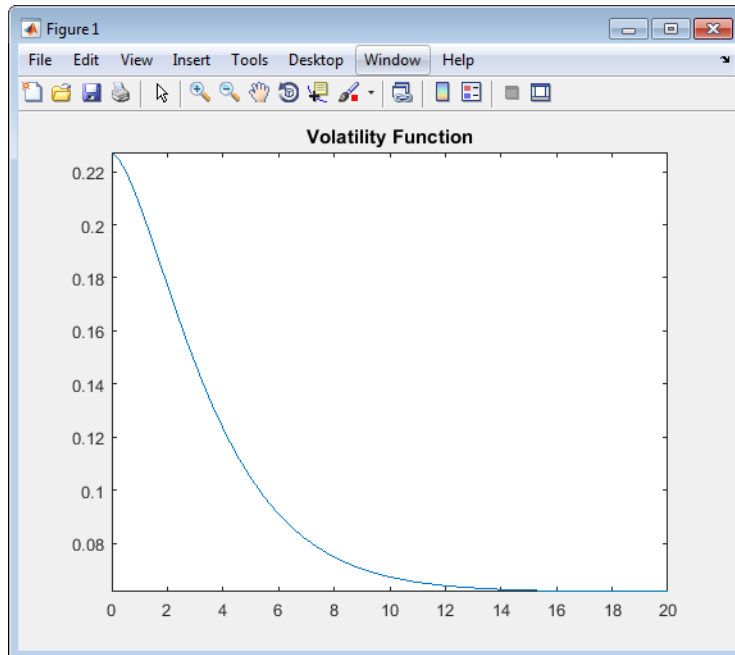 Figure 1
File Edit View Insert Tools Desktop Window Help
Volatility Function
0.22
0.2
0.18
0.16
0.14
0.12
0.1
0.08
0 2 4 6 8 10 12 14 16 18 20